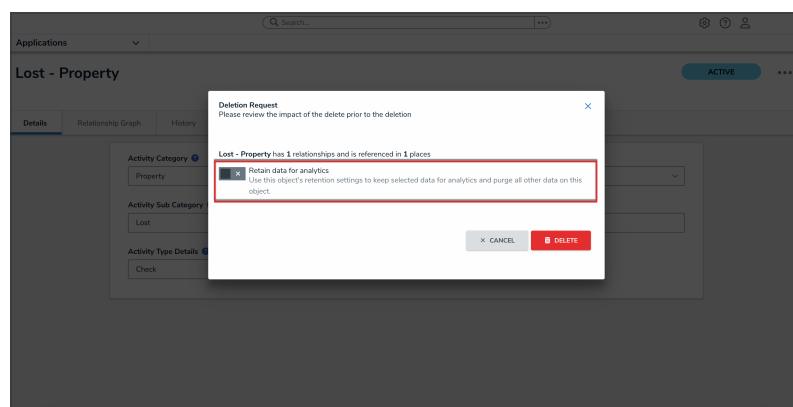 Search...
Applications
Lost - Property
ACTIVE
Details Relationship Graph History
Deletion Request
Please review the impact of the delete prior to the deletion
Lost - Property has 1 relationships and is referenced in 1 places
Retain data for analytics
Use this object's retention settings to keep selected data for analytics and purge all other data on this
object.
CANCEL DELETE
Activity Category
Property
Activity Sub Category
Lost
Activity Type Details
Check